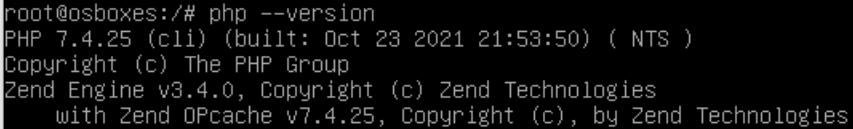 root@osboxes:/# php --version
PHP 7.4.25 (cli) (built: Oct 23 2021 21:53:50) ( NTS )
Copyright (c) The PHP Group
Zend Engine v3.4.0, Copyright (c) Zend Technologies
    with Zend OPcache v7.4.25, Copyright (c), by Zend Technologies